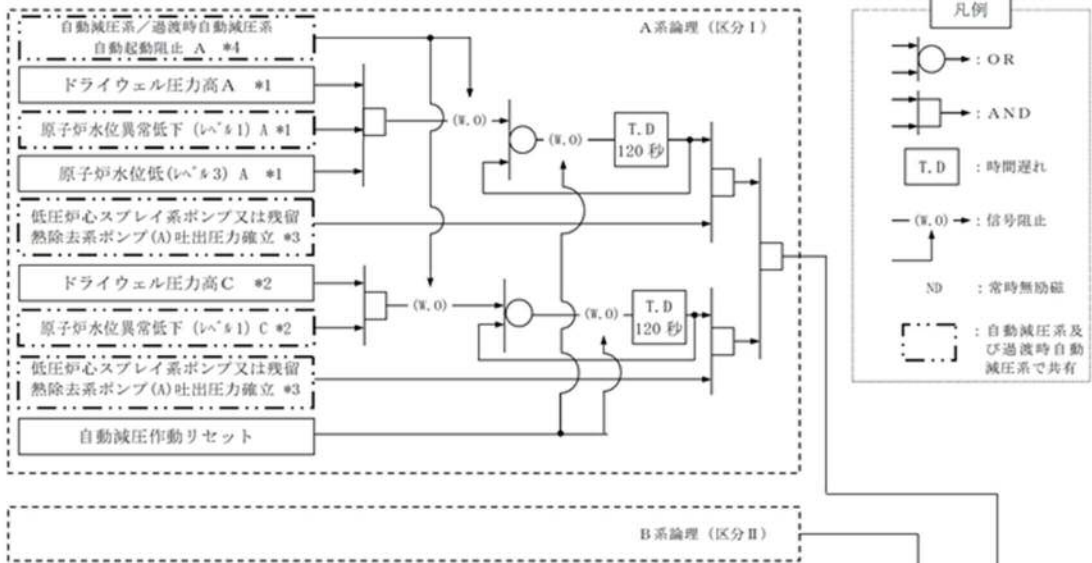 自動減圧系／過渡時自動減圧系
自動起動阻止 A *4
ドライウェル圧力高A *1
原子炉水位異常低下 (ﾚﾍﾞﾙ1) A *1
原子炉水位低(ﾚﾍﾞﾙ3) A *1
低圧炉心スプレイ系ポンプ又は残留
熱除去系ポンプ(A)吐出圧力確立 *3
ドライウェル圧力高C *2
原子炉水位異常低下 (ﾚﾍﾞﾙ1) C *2
低圧炉心スプレイ系ポンプ又は残留
熱除去系ポンプ(A)吐出圧力確立 *3
自動減圧作動リセット
A系論理（区分Ⅰ）
(W,O)
(W,O)
T.D
120 秒
(W,O)
(W,O)
T.D
120 秒
B系論理（区分Ⅱ）
凡例
：OR
：AND
T.D
：時間遅れ
(W,O)
：信号阻止
ND
：常時無励磁
：自動減圧系及
び過渡時自動
減圧系で共有